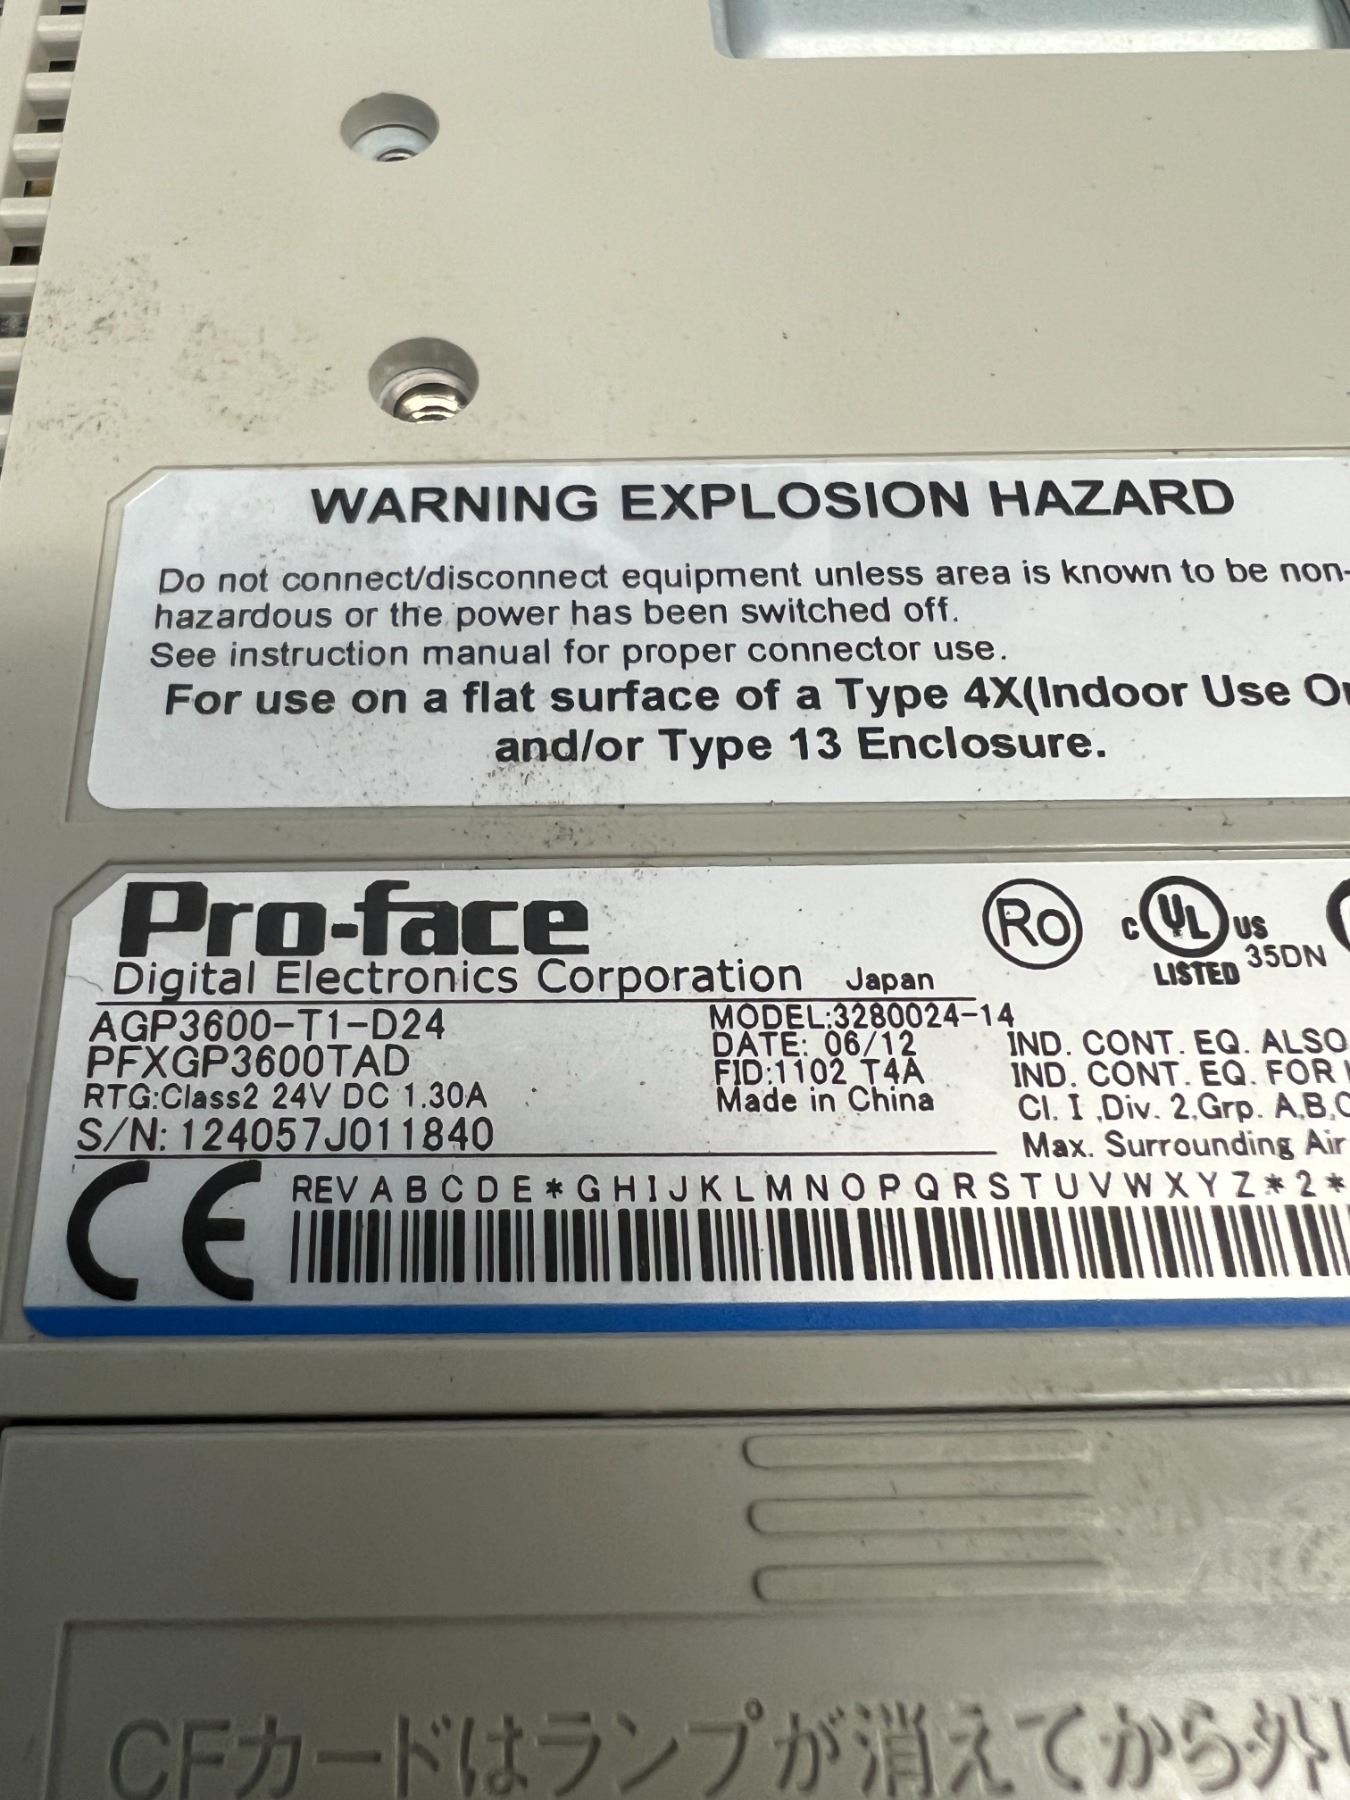 WARNING EXPLOSION HAZARD
Do not connect/disconnect equipment unless area is known to be non-
hazardous or the power has been switched off.
See instruction manual for proper connector use.
For use on a flat surface of a Type 4X(Indoor Use
and/or Type 13 Enclosure.
Pro-face
Digital Electronics Corporation Japan
Ro
C UL US
LISTED 35DN
AGP3600-T1-D24
PFXGP3600TAD
RTG:Class2 24V DC 1.30A
S/N: 124057J011840
MODEL:3280024-14
DATE: 06/12
FID:1102 T4A
Made in China
IND. CONT. EQ. ALSO
IND. CONT. EQ. FOR
Cl. I ,Div. 2,Grp. A,B,C
Max. Surrounding Air
CE
REV A B C D E * G H I J K L M N O P Q R S T U V W X Y Z * 2 *
CFカードはランプが消えてから外し